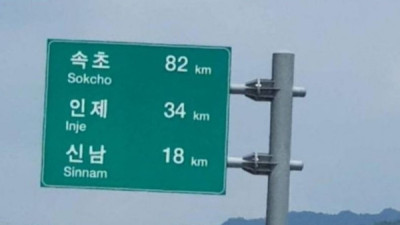 속초 82 km
Sokcho
인제 34 km
Inje
신남 18 km
Sinnam